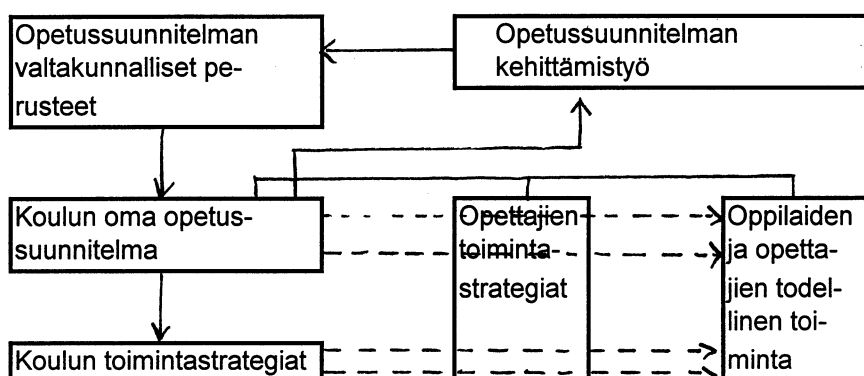 Opetussuunnitelman
valtakunnalliset pe-
rusteet
Opetussuunnitelman
kehittämistyö
Koulun oma opetus-
suunnitelma
Opettajien
toiminta-
strategiat
Oppilaiden
ja opetta-
jien todel-
linen toi-
minta
Koulun toimintastrategiat